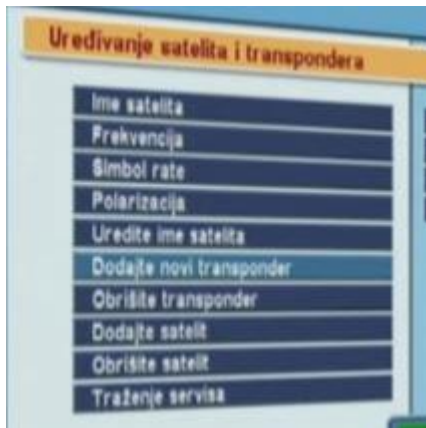 Uređivanje satelita i transpondera
Ime satelita
Frekvencija
Simbol rate
Polarizacija
Uredite ime satelita
Dodajte novi transponder
Obrišite transponder
Dodajte satelit
Obrišite satelit
Traženje servisa